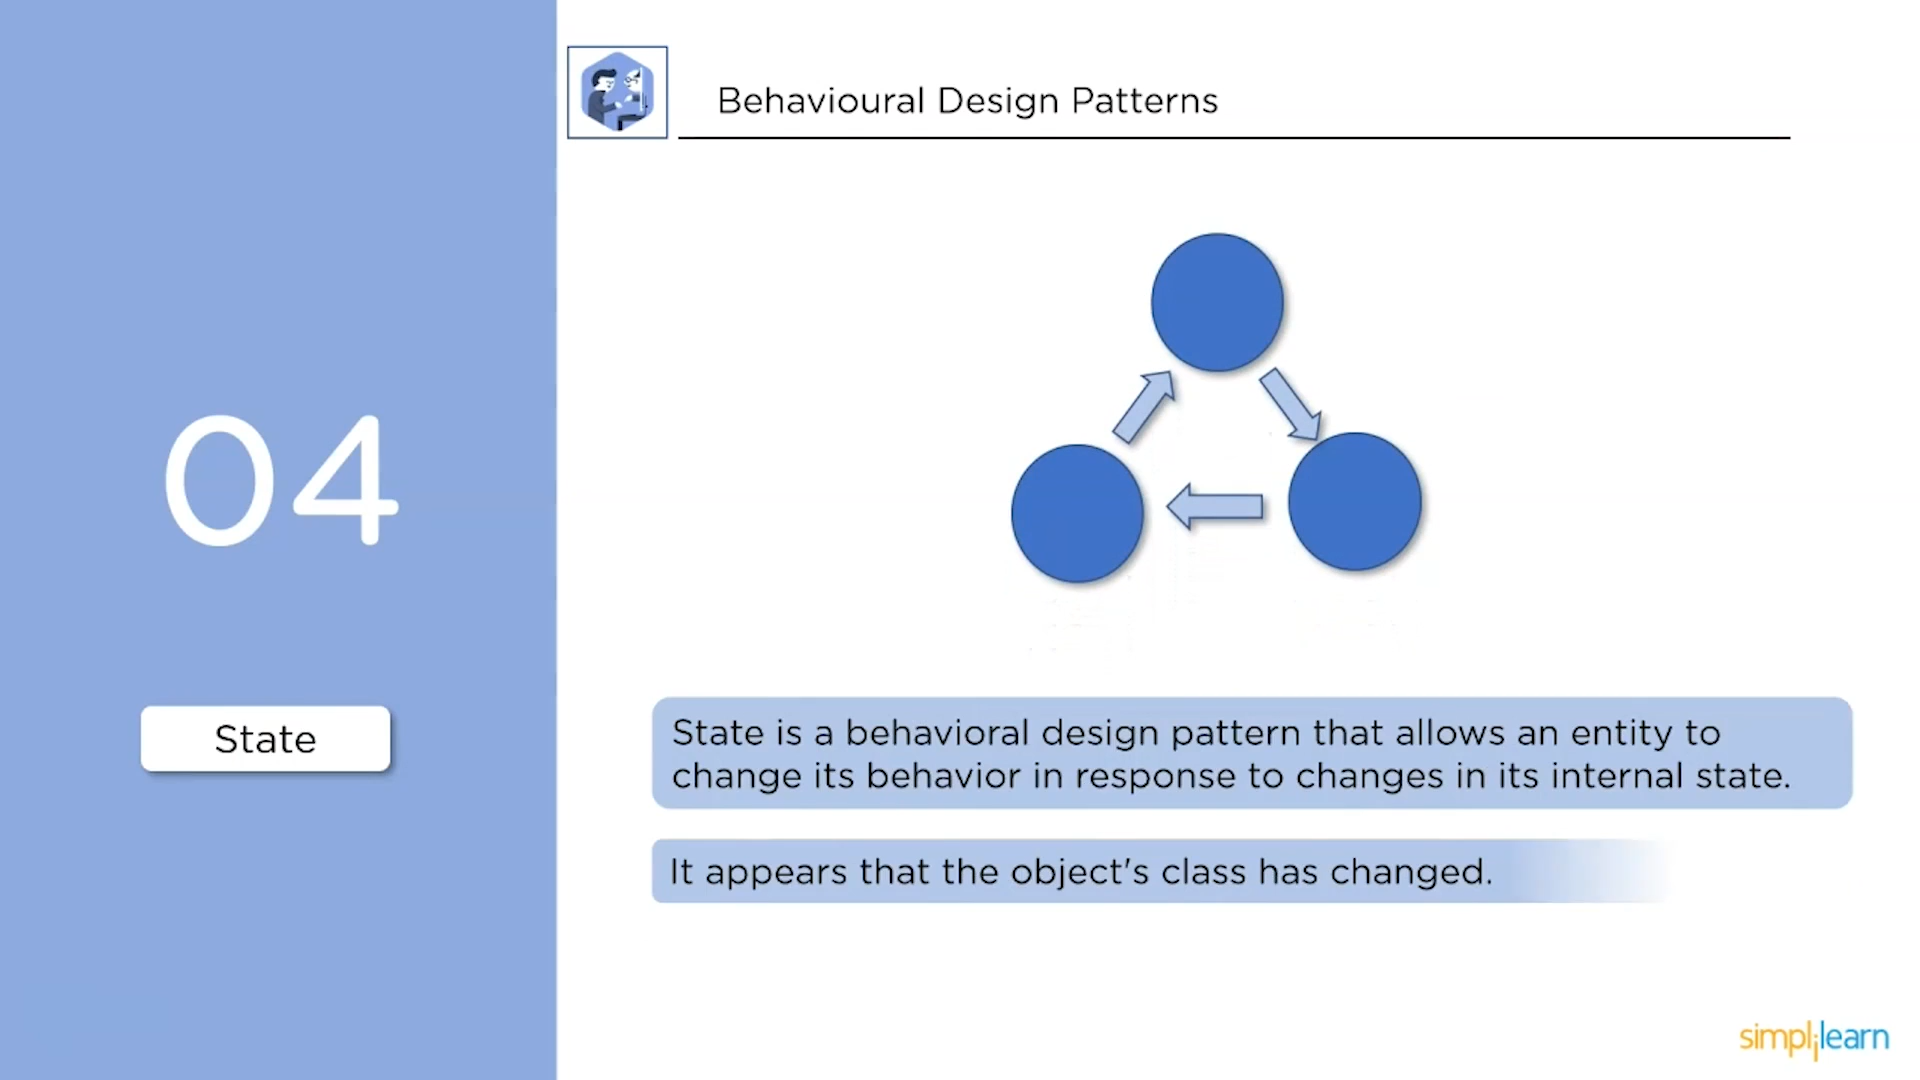 Behavioural Design Patterns
04
State
State is a behavioral design pattern that allows an entity to
change its behavior in response to changes in its internal state.
It appears that the object's class has changed.
simplilearn